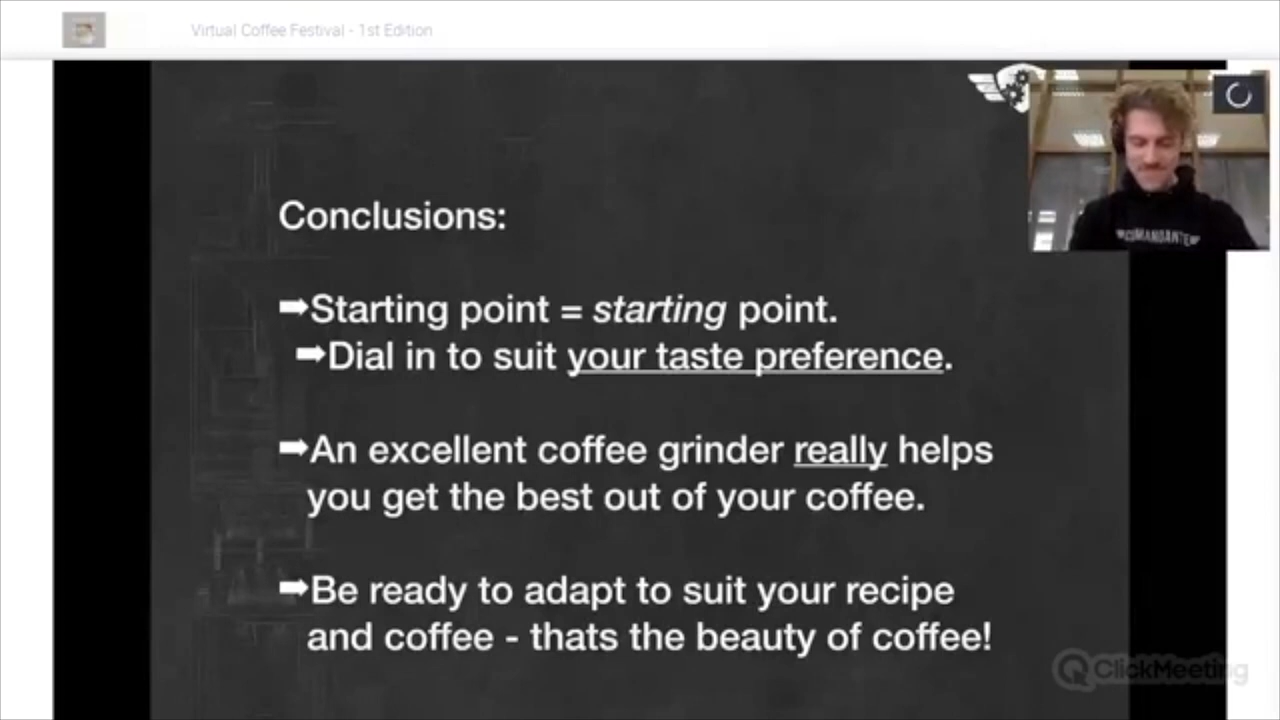 Virtual Coffee Festival - 1st Edition
Conclusions:
➡Starting point = starting point.
➡Dial in to suit your taste preference.
➡An excellent coffee grinder really helps
you get the best out of your coffee.
➡Be ready to adapt to suit your recipe
and coffee - thats the beauty of coffee!
COMANDANTE
ClickMeeting